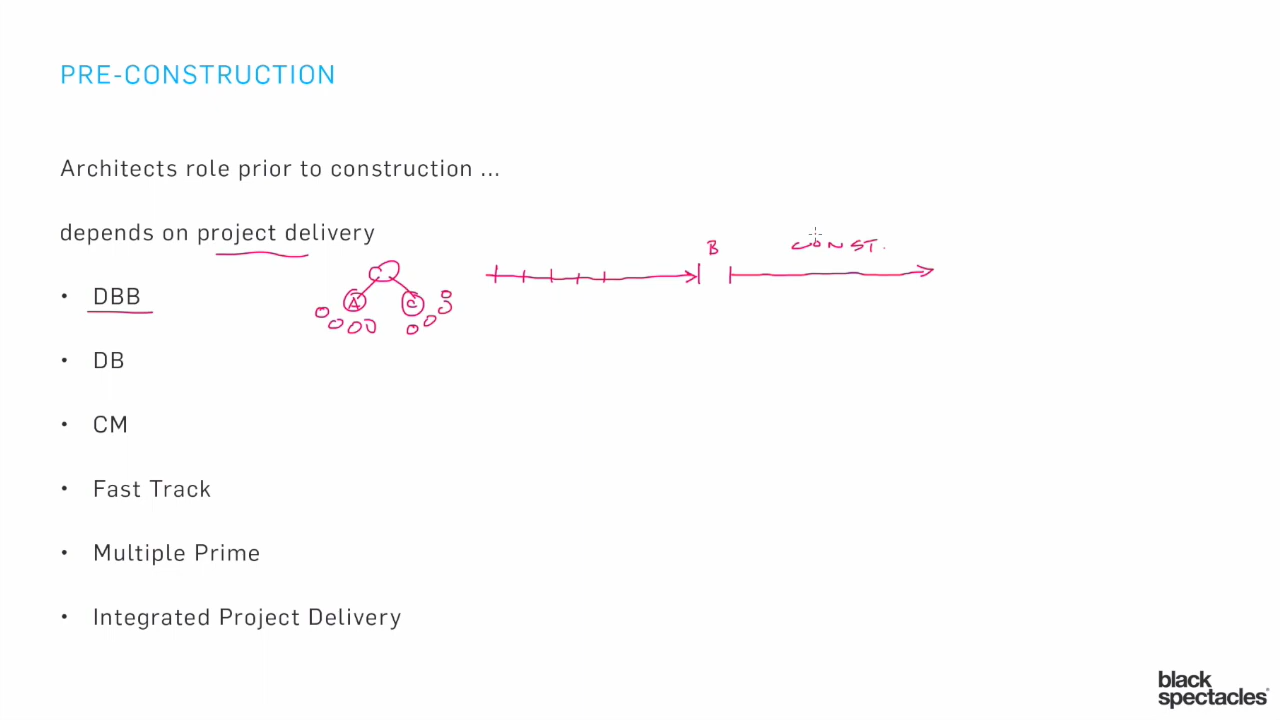 PRE-CONSTRUCTION
Architects role prior to construction ...
depends on project delivery
B CONST.
• DBB
A C
• DB
• CM
• Fast Track
• Multiple Prime
• Integrated Project Delivery
black
spectacles®